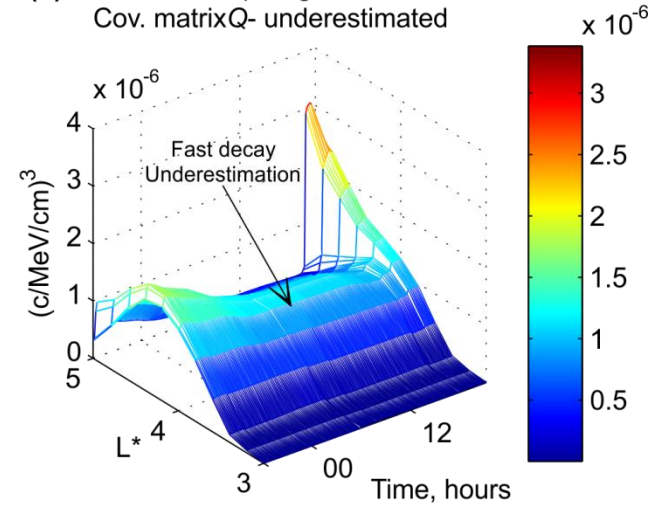 Cov. matrixQ- underestimated
x 10-6
x 10-6
4
3
2
1
0
(c/MeV/cm)3
Fast decay
Underestimation
5
4
3
L*
00
12
Time, hours
3
2.5
2
1.5
1
0.5